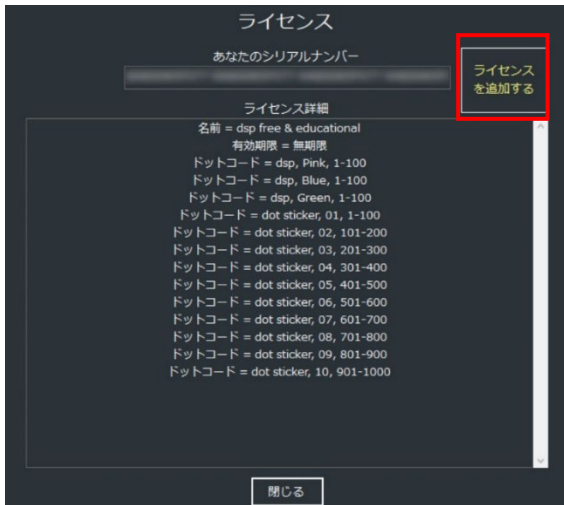 ライセンス
あなたのシリアルナンバー
ライセンス
を追加する
ライセンス詳細
名前 = dsp free & educational
有効期限 = 無期限
ドットコード = dsp, Pink, 1-100
ドットコード = dsp, Blue, 1-100
ドットコード = dsp, Green, 1-100
ドットコード = dot sticker, 01, 1-100
ドットコード = dot sticker, 02, 101-200
ドットコード = dot sticker, 03, 201-300
ドットコード = dot sticker, 04, 301-400
ドットコード = dot sticker, 05, 401-500
ドットコード = dot sticker, 06, 501-600
ドットコード = dot sticker, 07, 601-700
ドットコード = dot sticker, 08, 701-800
ドットコード = dot sticker, 09, 801-900
ドットコード = dot sticker, 10, 901-1000
閉じる